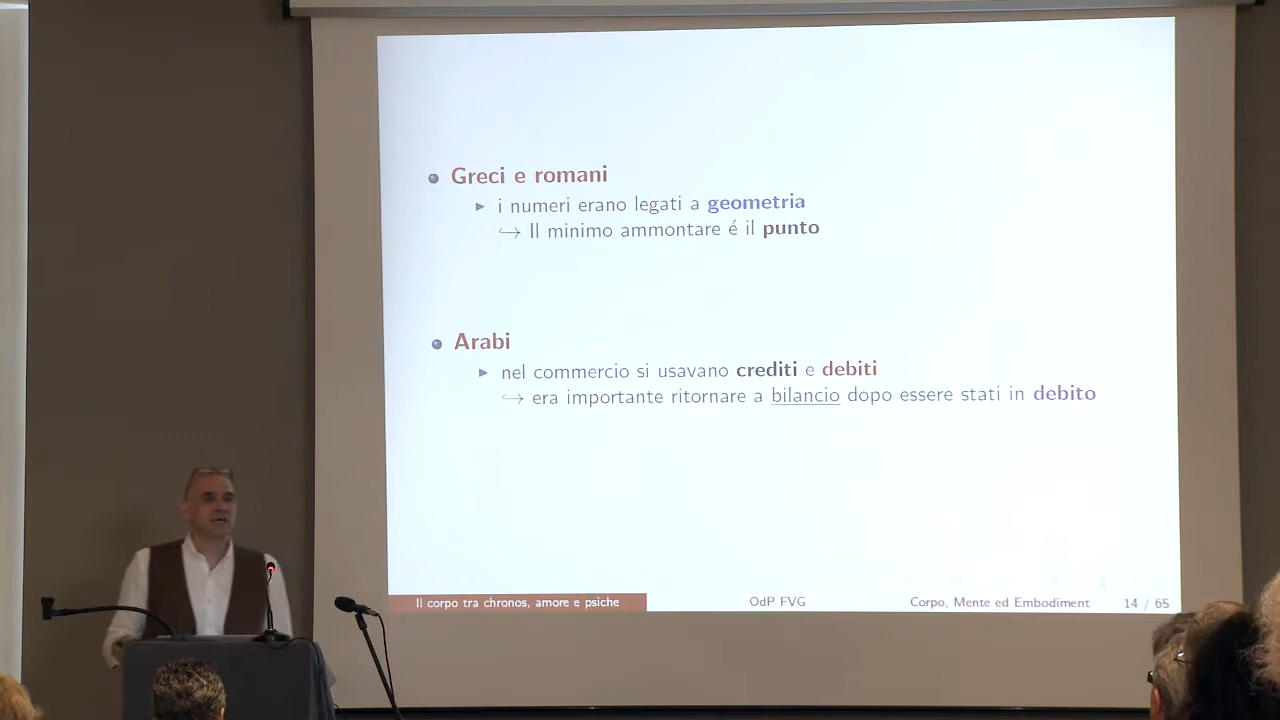 Greci e romani
i numeri erano legati a geometria
↪ Il minimo ammontare é il punto
Arabi
nel commercio si usavano crediti e debiti
↪ era importante ritornare a bilancio dopo essere stati in debito
Il corpo tra chronos, amore e psiche OdP FVG Corpo, Mente ed Embodiment 14 / 65